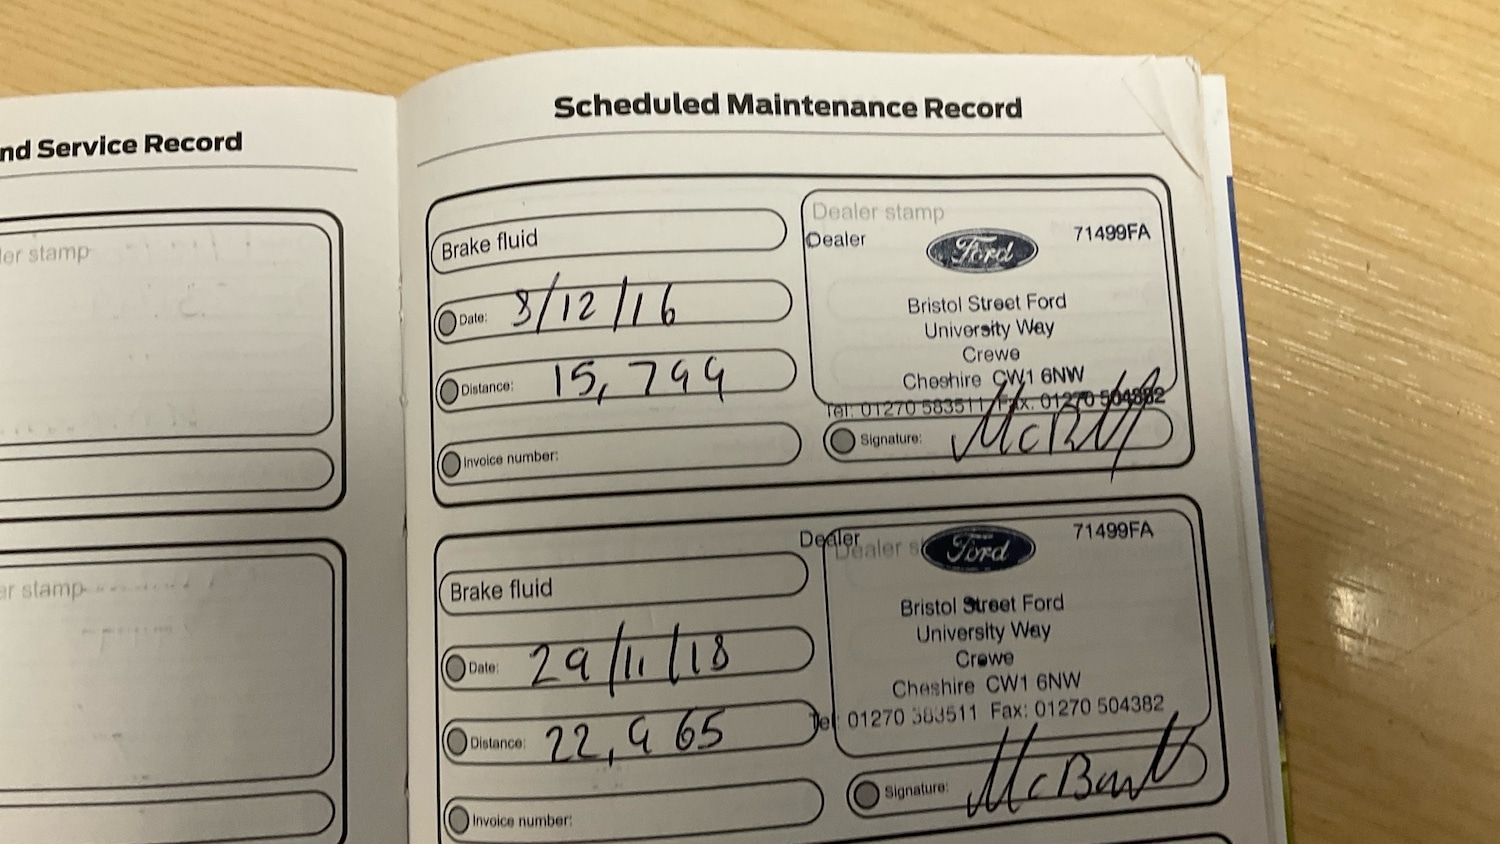 nd Service Record
er stamp
er stamp
Scheduled Maintenance Record
Brake fluid
Date: 8/12/16
Distance: 15,799
Invoice number:
Dealer stamp
Dealer
Ford
71499FA
Bristol Street Ford
University Way
Crewe
Cheshire CW1 6NW
Tel: 01270 583511 Fax: 01270 504382
Signature:
Brake fluid
Date: 29/11/18
Distance: 22,965
Invoice number:
Dealer
Dealer s
Ford
71499FA
Bristol Street Ford
University Way
Crewe
Cheshire CW1 6NW
Tel: 01270 583511 Fax: 01270 504382
Signature: